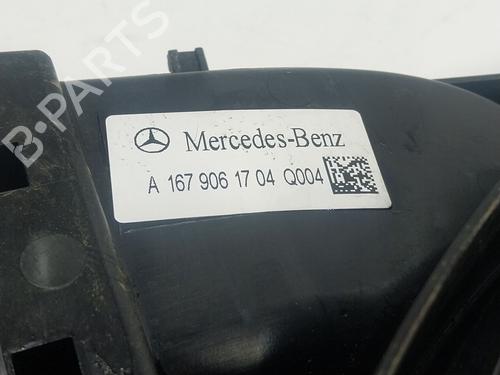 B-PARTS
Mercedes-Benz
A 167 906 17 04 Q004